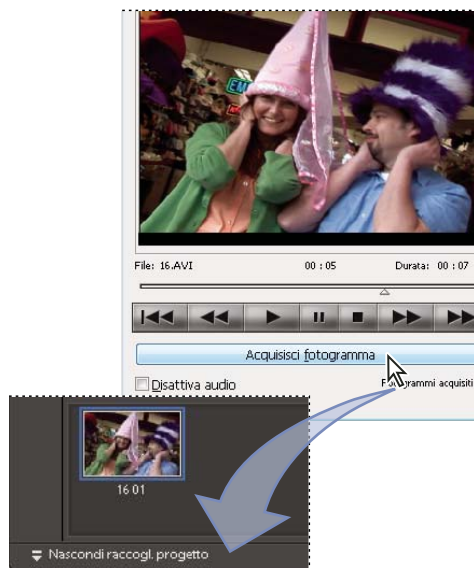 EM
File: 16.AVI 00 : 05 Durata: 00 : 07
Acquisisci fotogramma
Disattiva audio
Fotogrammi acquisiti
16 01
Nascondi raccogl. progetto